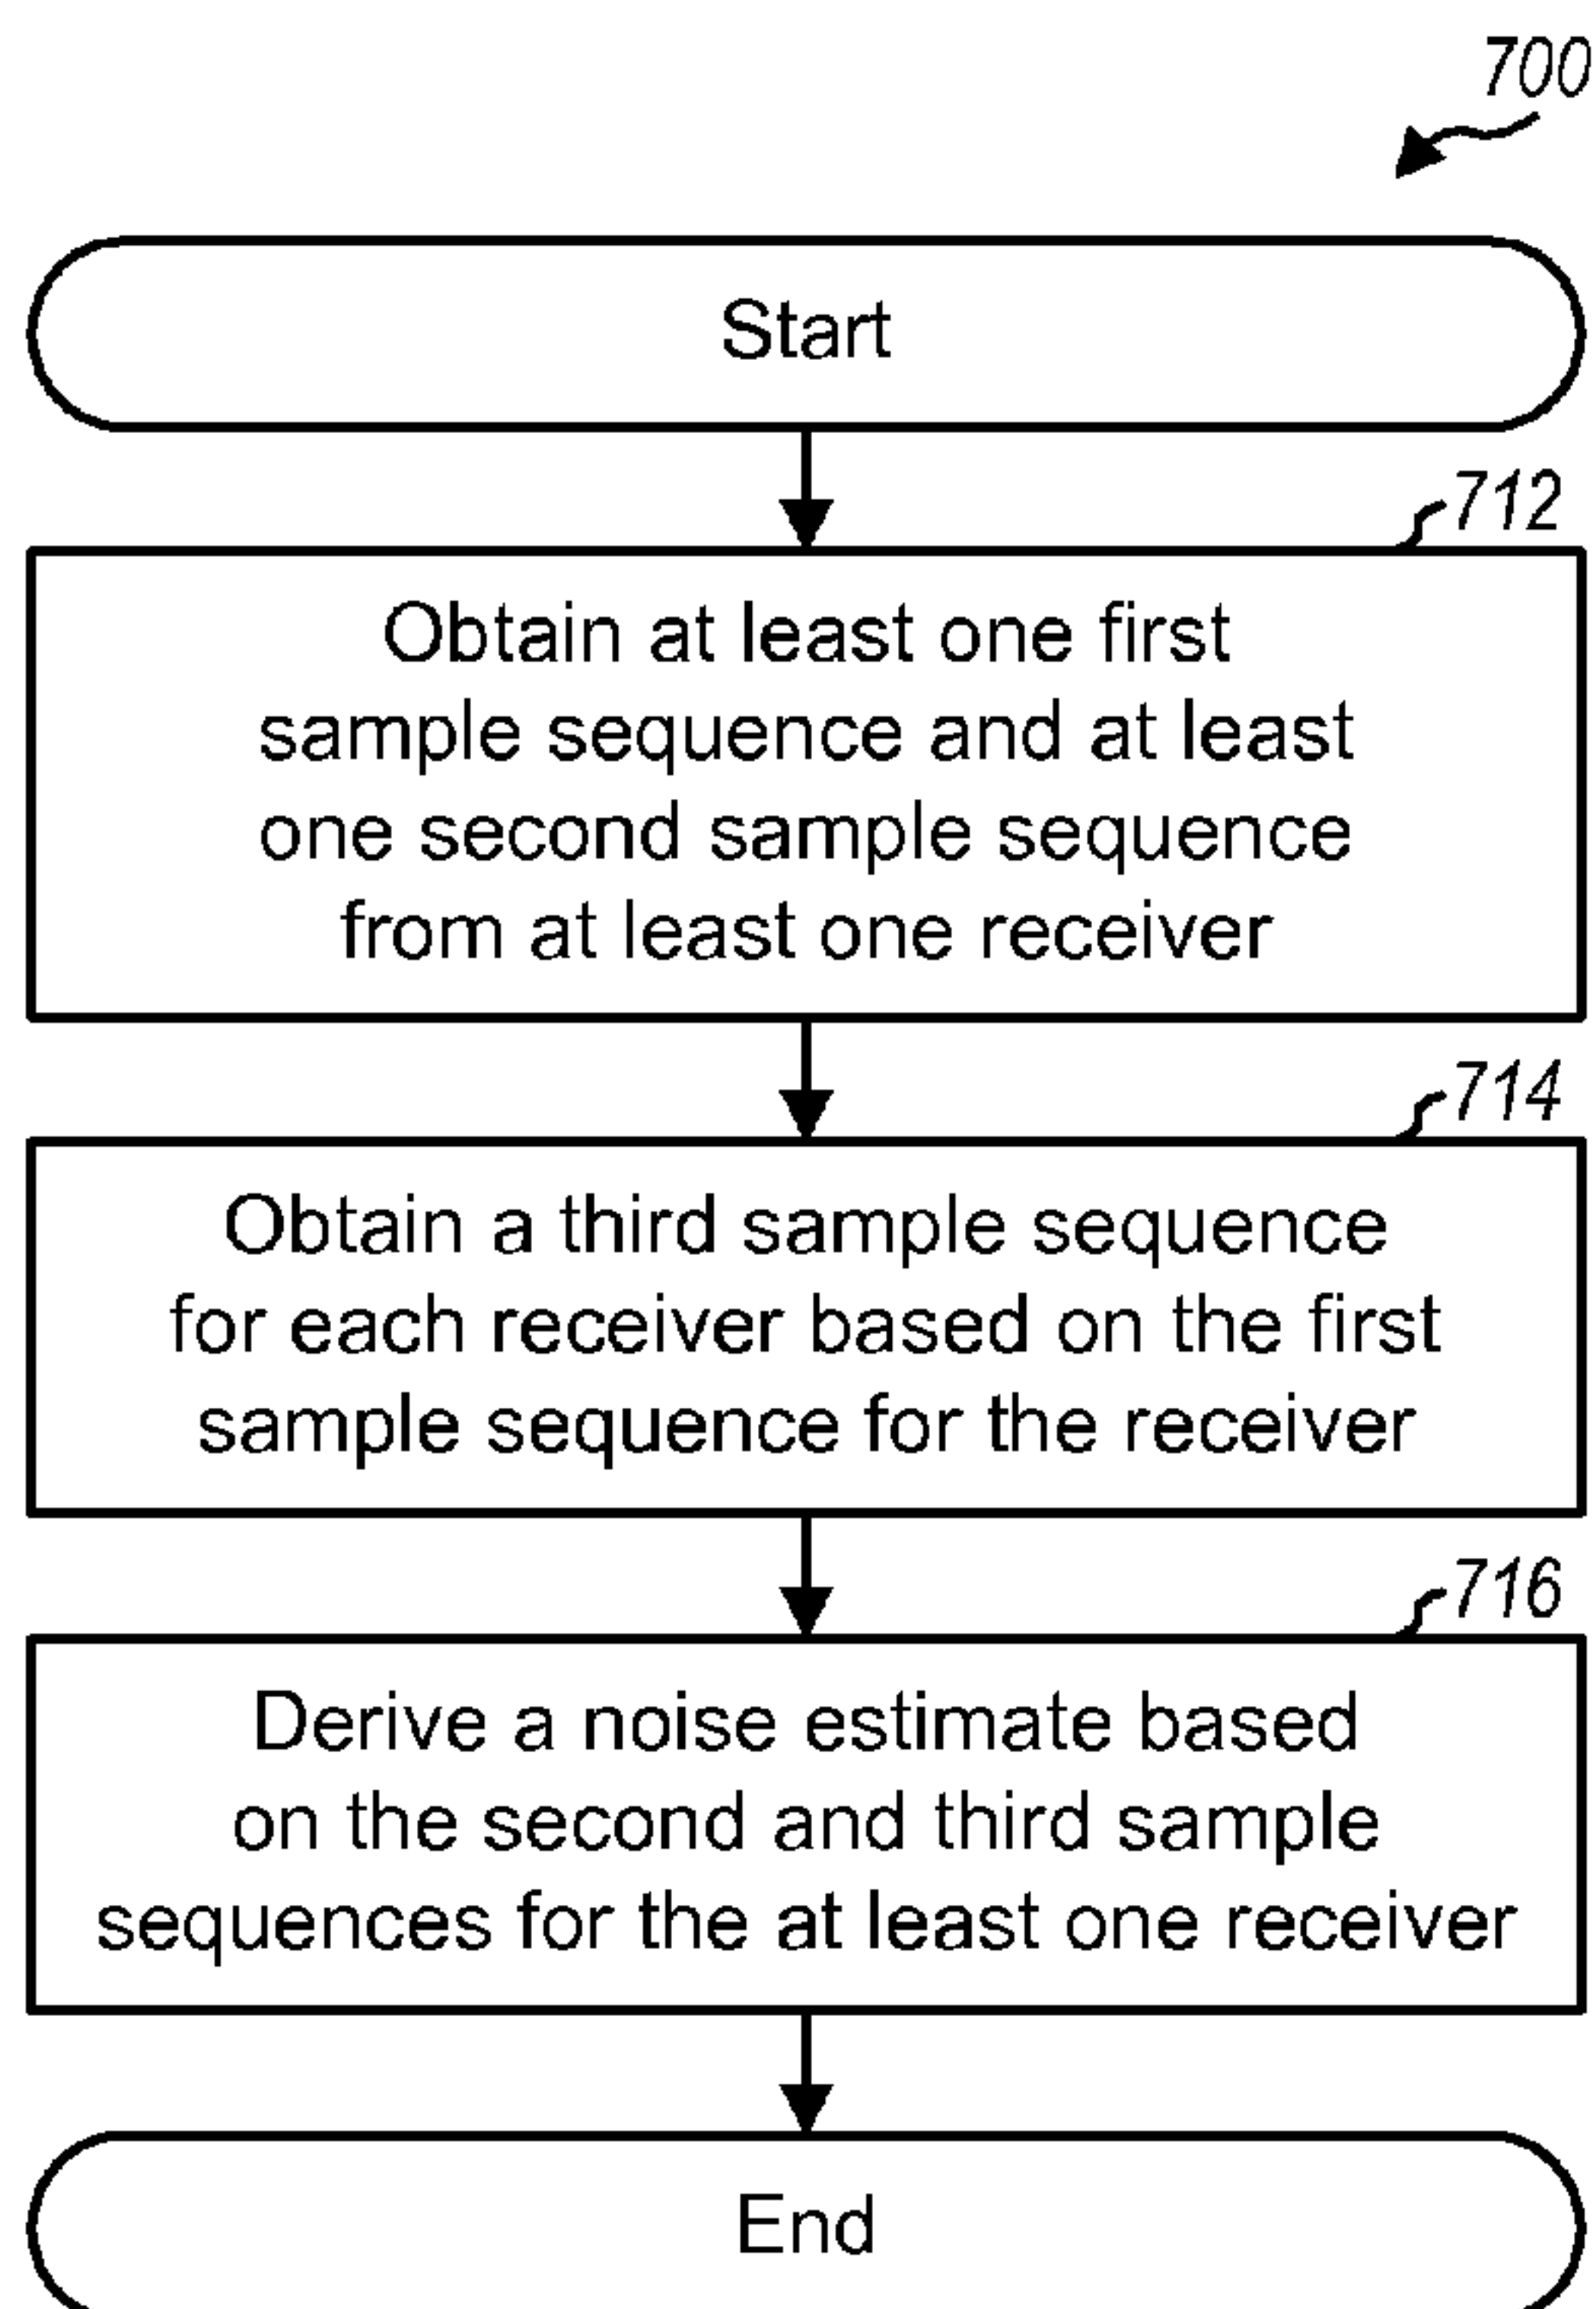 700
Start
712
Obtain at least one first
sample sequence and at least
one second sample sequence
from at least one receiver
714
Obtain a third sample sequence
for each receiver based on the first
sample sequence for the receiver
716
Derive a noise estimate based
on the second and third sample
sequences for the at least one receiver
End